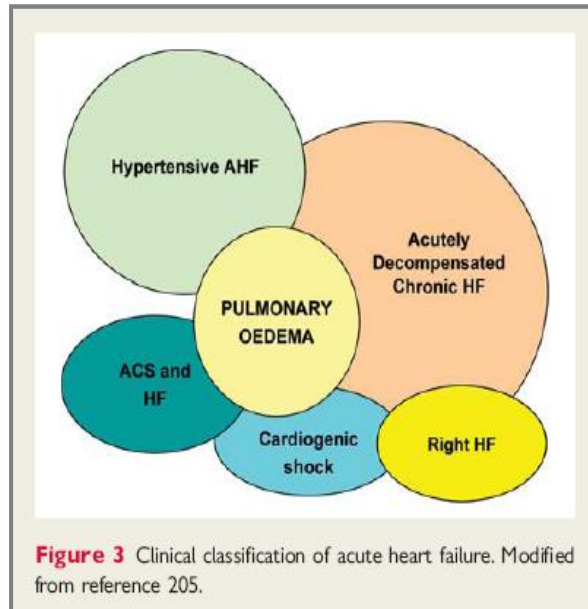 Hypertensive AHF
Acutely
Decompensated
Chronic HF
PULMONARY
OEDEMA
ACS and
HF
Cardiogenic
shock
Right HF
Figure 3 Clinical classification of acute heart failure. Modified
from reference 205.